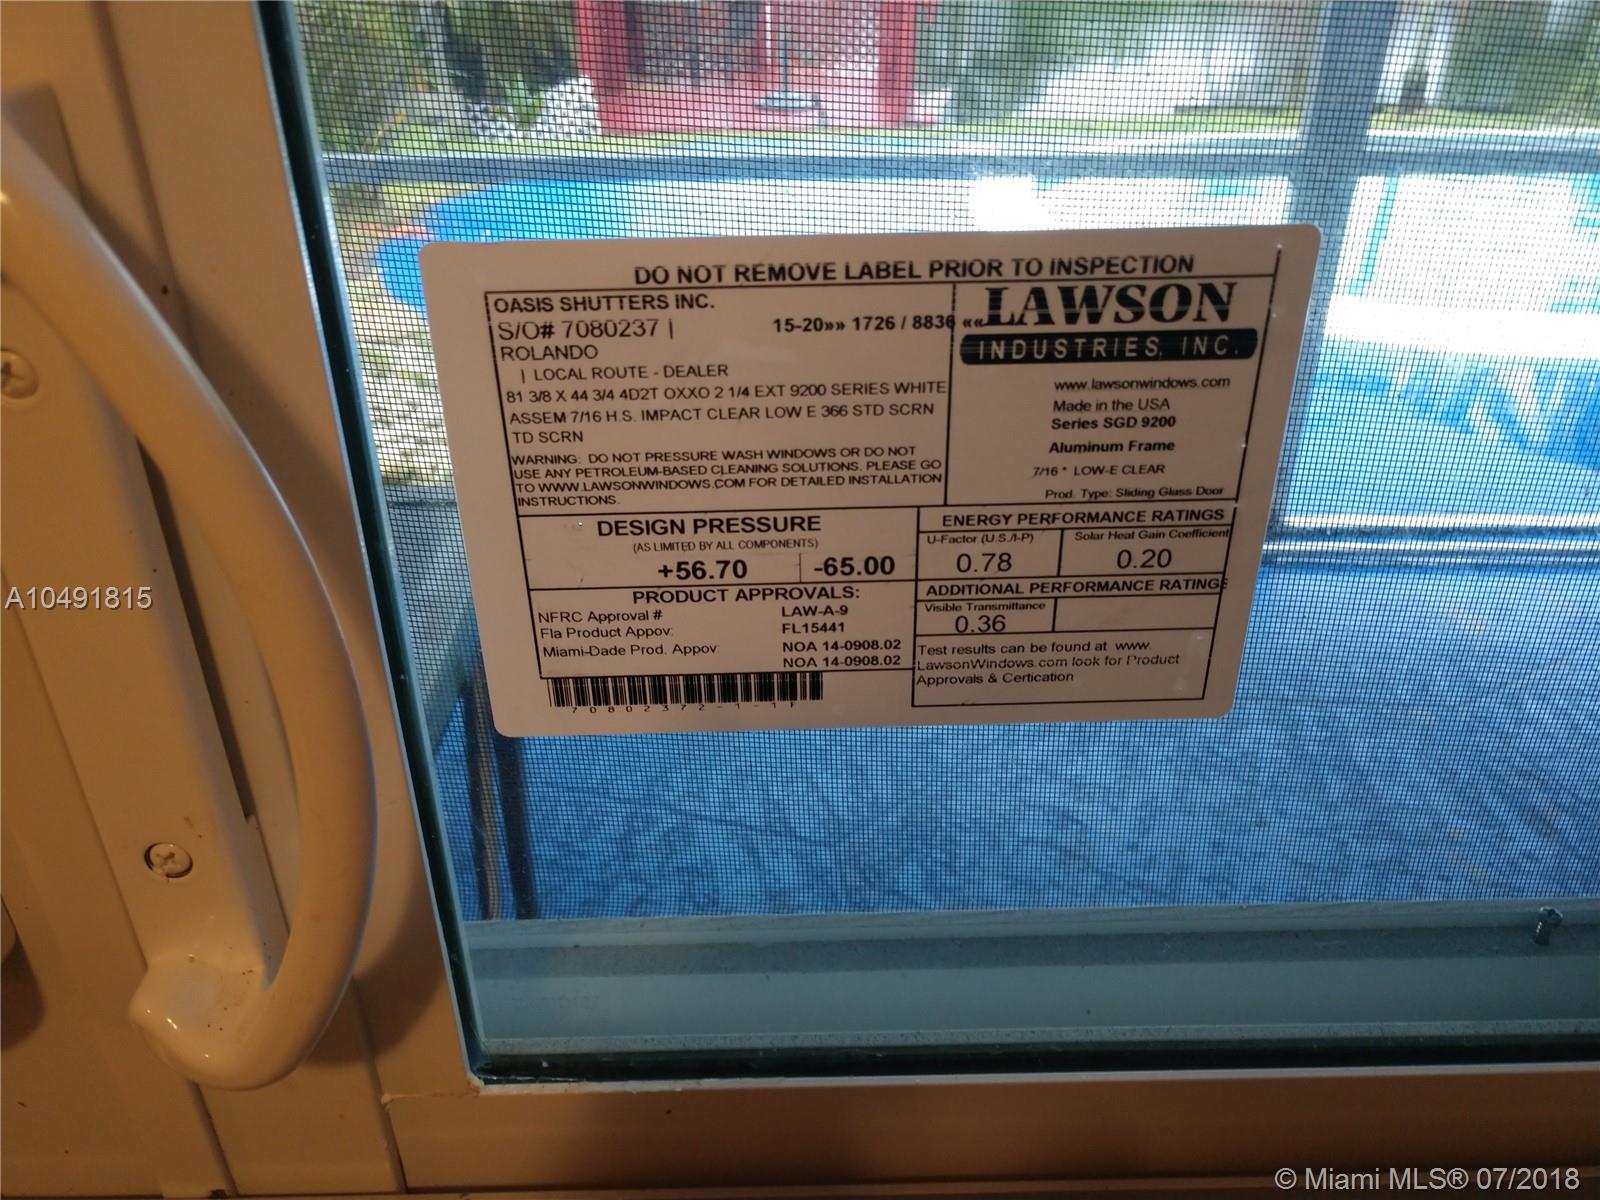 DO NOT REMOVE LABEL PRIOR TO INSPECTION
OASIS SHUTTERS INC.
S/O# 7080237 |
15-20»» 1726 / 8836 ««
ROLANDO
| LOCAL ROUTE - DEALER
81 3/8 X 44 3/4 4D2T OXXO 2 1/4 EXT 9200 SERIES WHITE
ASSEM 7/16 H.S. IMPACT CLEAR LOW E 366 STD SCRN
TD SCRN
WARNING: DO NOT PRESSURE WASH WINDOWS OR DO NOT
USE ANY PETROLEUM-BASED CLEANING SOLUTIONS. PLEASE GO
TO WWW.LAWSONWINDOWS.COM FOR DETAILED INSTALLATION
INSTRUCTIONS.
LAWSON
INDUSTRIES, INC.
www.lawsonwindows.com
Made in the USA
Series SGD 9200
Aluminum Frame
7/16 " LOW-E CLEAR
Prod. Type: Sliding Glass Door
DESIGN PRESSURE
(AS LIMITED BY ALL COMPONENTS)
+56.70 -65.00
PRODUCT APPROVALS:
NFRC Approval # LAW-A-9
Fla Product Appov: FL15441
Miami-Dade Prod. Appov: NOA 14-0908.02
NOA 14-0908.02
70802372-1-1F
ENERGY PERFORMANCE RATINGS
U-Factor (U.S./I-P) Solar Heat Gain Coefficient
0.78 0.20
ADDITIONAL PERFORMANCE RATINGS
Visible Transmittance
0.36
Test results can be found at www.
LawsonWindows.com look for Product
Approvals & Certication
A10491815
© Miami MLS® 07/2018